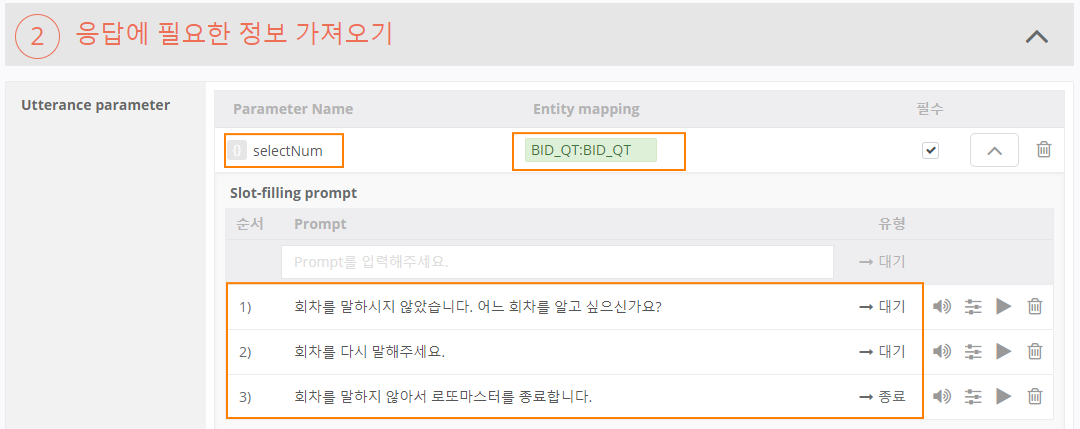 2 응답에 필요한 정보 가져오기
Utterance parameter
Parameter Name Entity mapping 필수
{} selectNum BID_QT:BID_QT
Slot-filling prompt
순서 Prompt 유형
Prompt를 입력해주세요. → 대기
1) 회차를 말하시지 않았습니다. 어느 회차를 알고 싶으신가요? → 대기
2) 회차를 다시 말해주세요. → 대기
3) 회차를 말하지 않아서 로또마스터를 종료합니다. → 종료